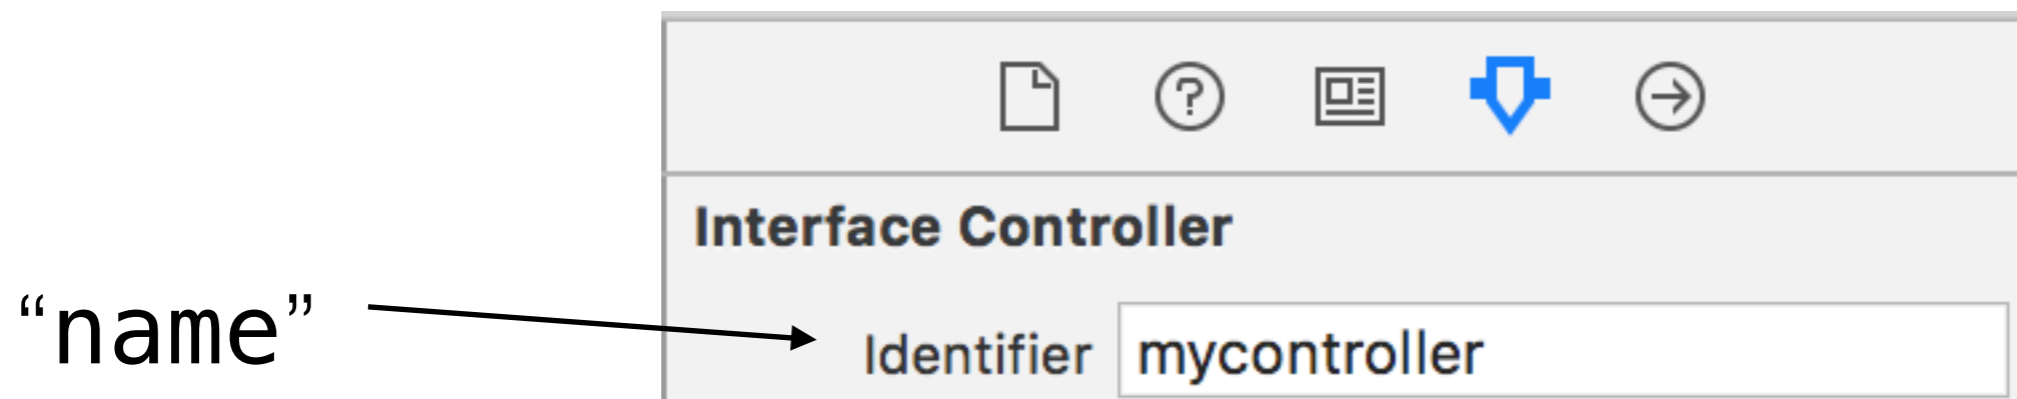 Interface Controller
“name”
Identifier mycontroller